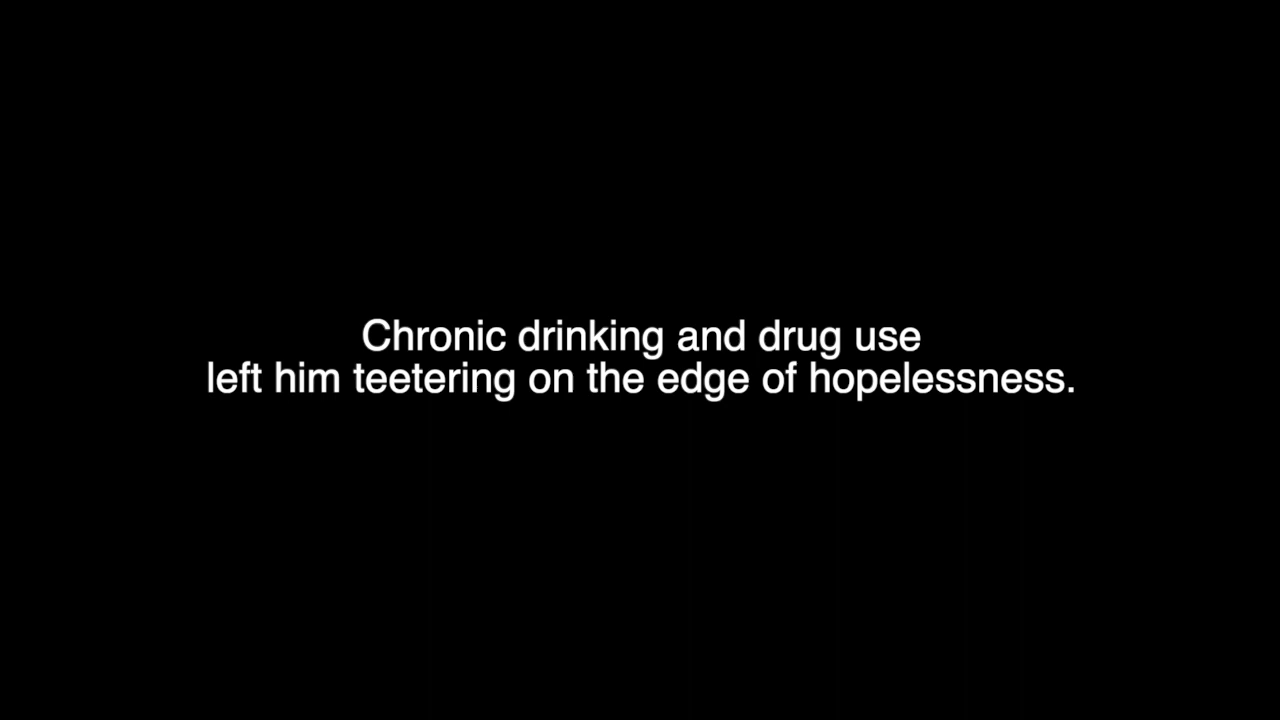 Chronic drinking and drug use
left him teetering on the edge of hopelessness.